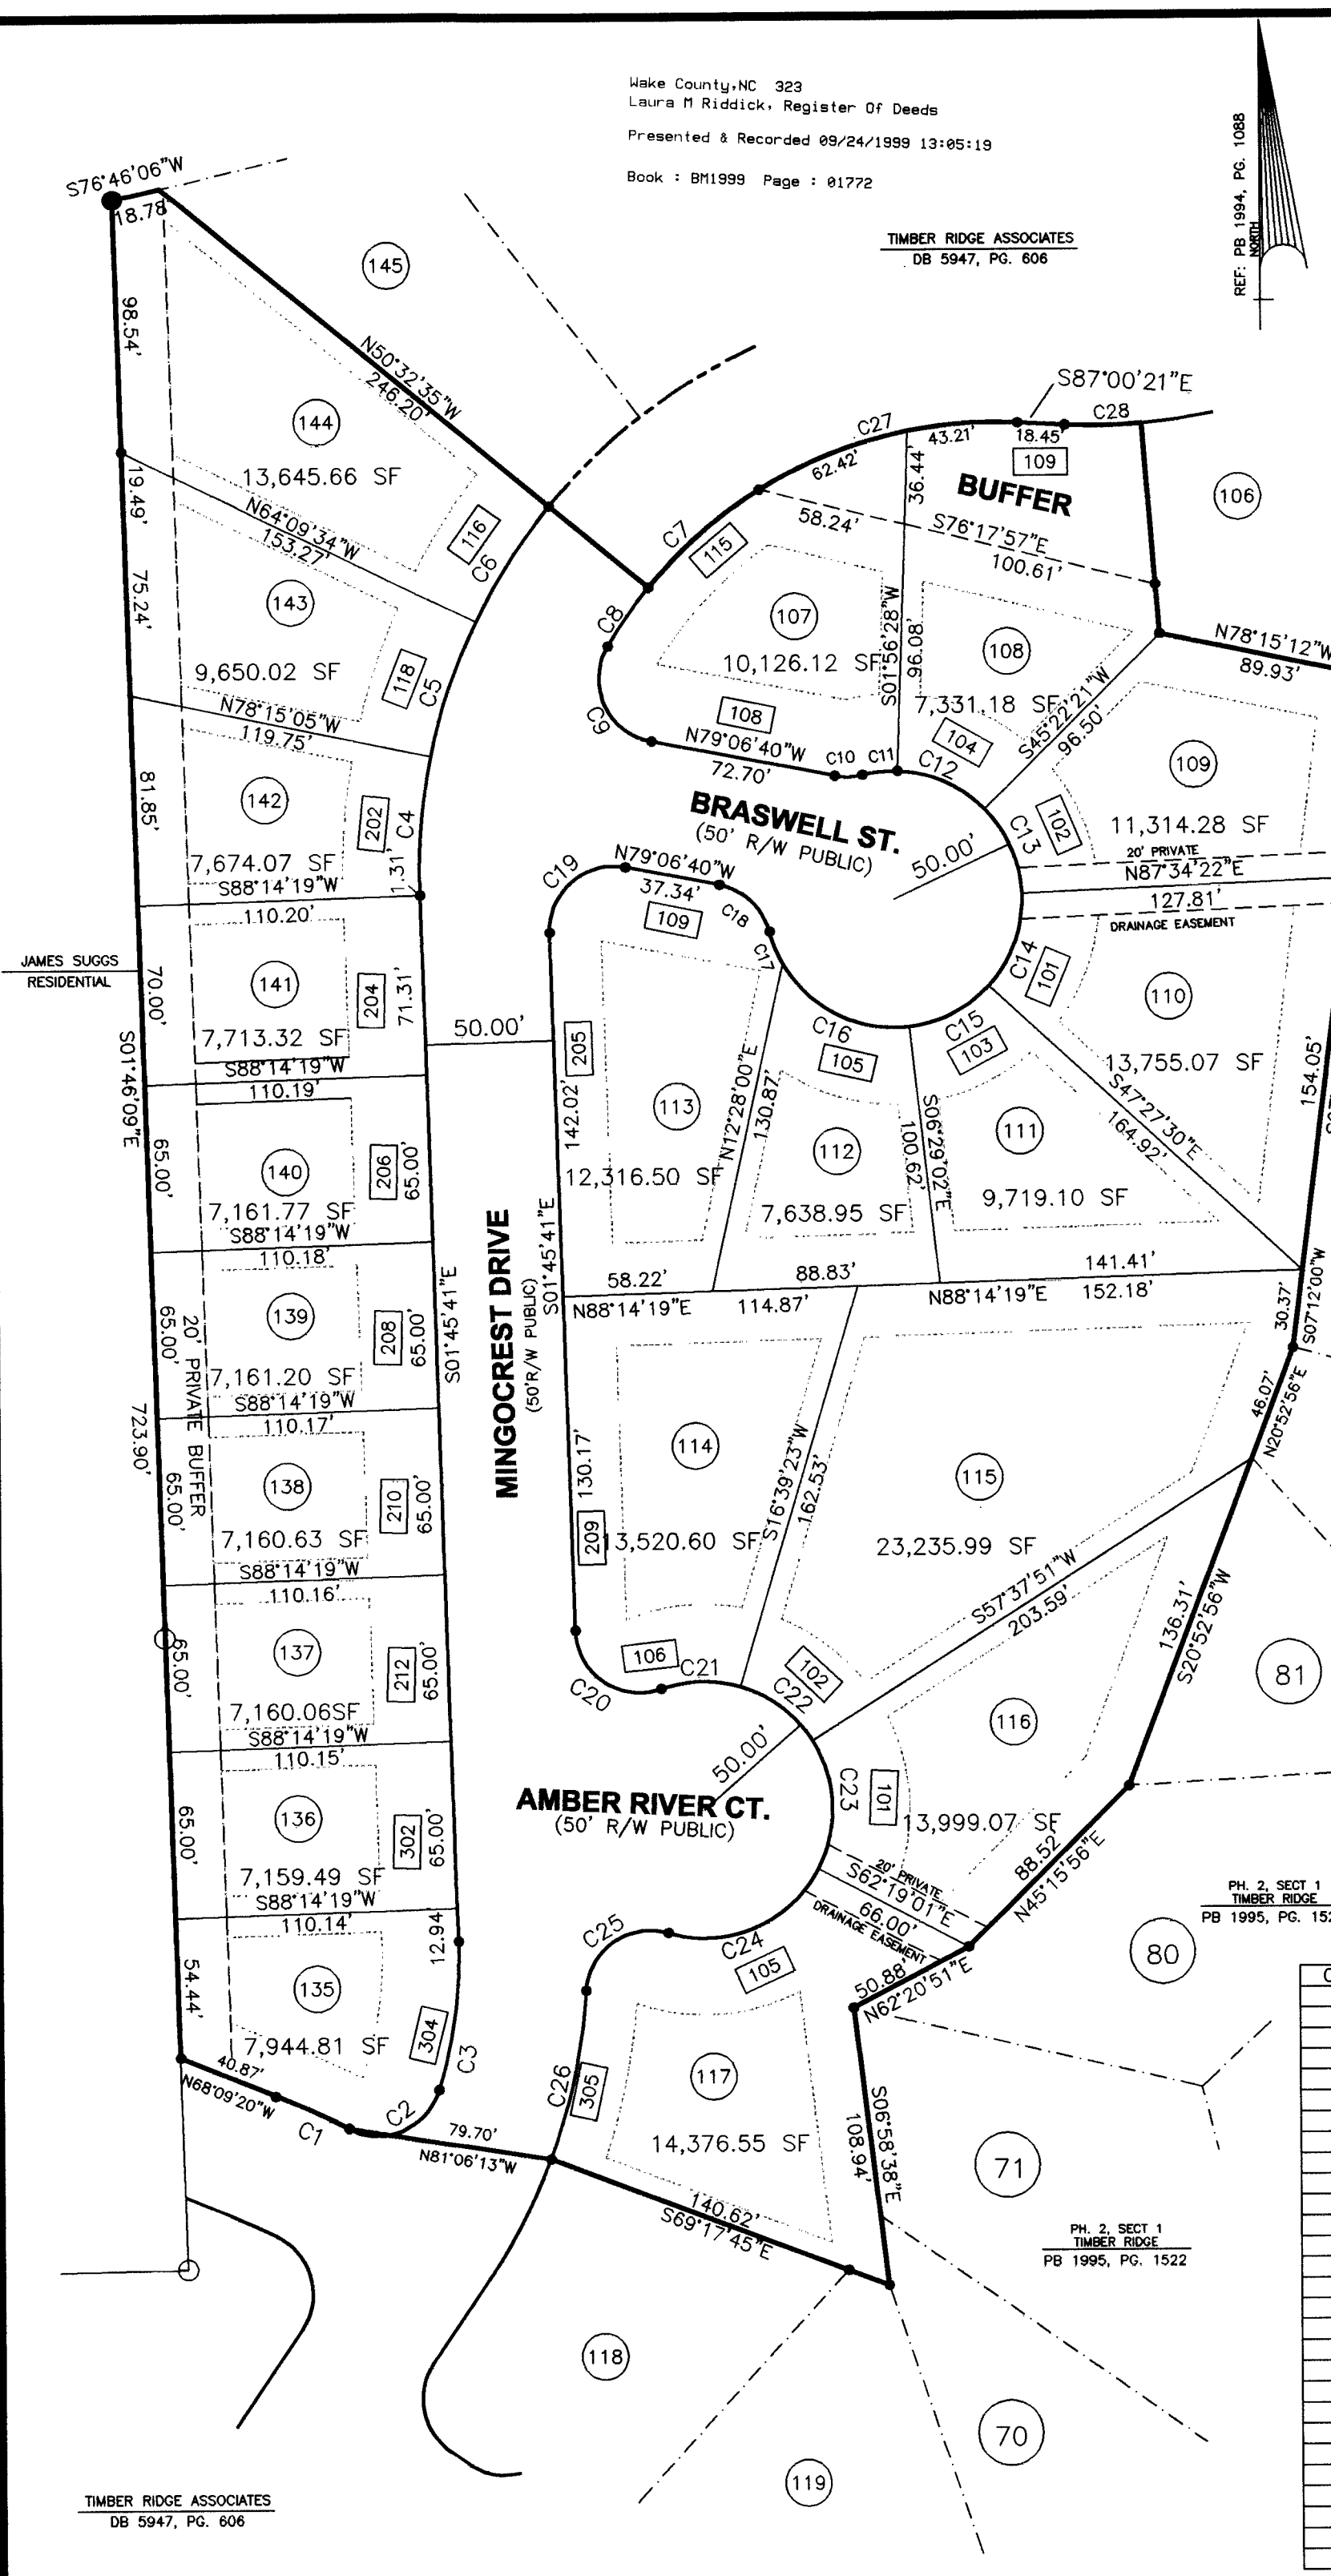 Wake County,NC 323
Laura M Riddick, Register Of Deeds
Presented & Recorded 09/24/1999 13:05:19
Book : BM1999 Page : 01772
REF: PB 1994, PG. 1088
NORTH
TIMBER RIDGE ASSOCIATES
DB 5947, PG. 606
S76°46'06"W
18.78'
145
98.54'
N50°32'35"W
246.20'
144
13,645.66 SF
116
C6
19.49'
N64°09'34"W
153.27'
75.24'
143
9,650.02 SF
118
C5
N78°15'05"W
119.75'
81.85'
142
7,674.07 SF
202
C4
1.31'
S88°14'19"W
110.20'
S87°00'21"E
C27
43.21'
18.45'
C28
109
62.42'
36.44'
BUFFER
106
58.24'
S76°17'57"E
100.61'
C7
115
C8
107
10,126.12 SF
S01°56'28"W
96.08'
108
7,331.18 SF
N78°15'12"W
89.93'
C9
108
N79°06'40"W
72.70'
C10
C11
C12
104
S45°22'21"W
96.50'
109
11,314.28 SF
C13
102
BRASWELL ST.
(50' R/W PUBLIC)
50.00'
20' PRIVATE
N87°34'22"E
127.81'
DRAINAGE EASEMENT
C19
N79°06'40"W
37.34'
109
C18
C17
C14
101
110
13,755.07 SF
JAMES SUGGS
RESIDENTIAL
70.00'
141
7,713.32 SF
204
71.31'
S88°14'19"W
110.19'
S01°46'09"E
50.00'
205
142.02'
C16
105
C15
103
154.05'
113
12,316.50 SF
N12°28'00"E
130.87'
112
7,638.95 SF
S06°29'02"E
100.62'
111
9,719.10 SF
S47°27'30"E
164.92'
65.00'
140
7,161.77 SF
206
65.00'
S88°14'19"W
110.18'
MINGOCREST DRIVE
(50'R/W PUBLIC)
S01°45'41"E
S01°45'41"E
58.22'
88.83'
141.41'
N88°14'19"E
114.87'
N88°14'19"E
152.18'
30.37'
S07°12'00"W
65.00'
20' PRIVATE BUFFER
139
7,161.20 SF
208
65.00'
S88°14'19"W
110.17'
723.90'
65.00'
138
7,160.63 SF
210
65.00'
S88°14'19"W
110.16'
130.17'
209
114
13,520.60 SF
S16°39'23"W
162.53'
115
23,235.99 SF
46.07'
N20°52'56"E
S57°37'51"W
203.59'
136.31'
S20°52'56"W
81
65.00'
137
7,160.06SF
212
65.00'
S88°14'19"W
110.15'
106
C20
C21
102
C22
116
13,999.07 SF
C23
101
50.00'
AMBER RIVER CT.
(50' R/W PUBLIC)
65.00'
136
7,159.49 SF
302
65.00'
S88°14'19"W
110.14'
20' PRIVATE
S62°19'01"E
66.00'
DRAINAGE EASEMENT
88.52'
N45°15'56"E
PH. 2, SECT 1
TIMBER RIDGE
80
54.44'
135
7,944.81 SF
12.94'
304
C3
C25
C24
105
50.88'
N62°20'51"E
40.87'
N68°09'20"W
C1
C2
79.70'
N81°06'13"W
C26
305
117
14,376.55 SF
S06°58'38"E
108.94'
140.62'
S69°17'45"E
71
PH. 2, SECT 1
TIMBER RIDGE
PB 1995, PG. 1522
118
70
119
TIMBER RIDGE ASSOCIATES
DB 5947, PG. 606